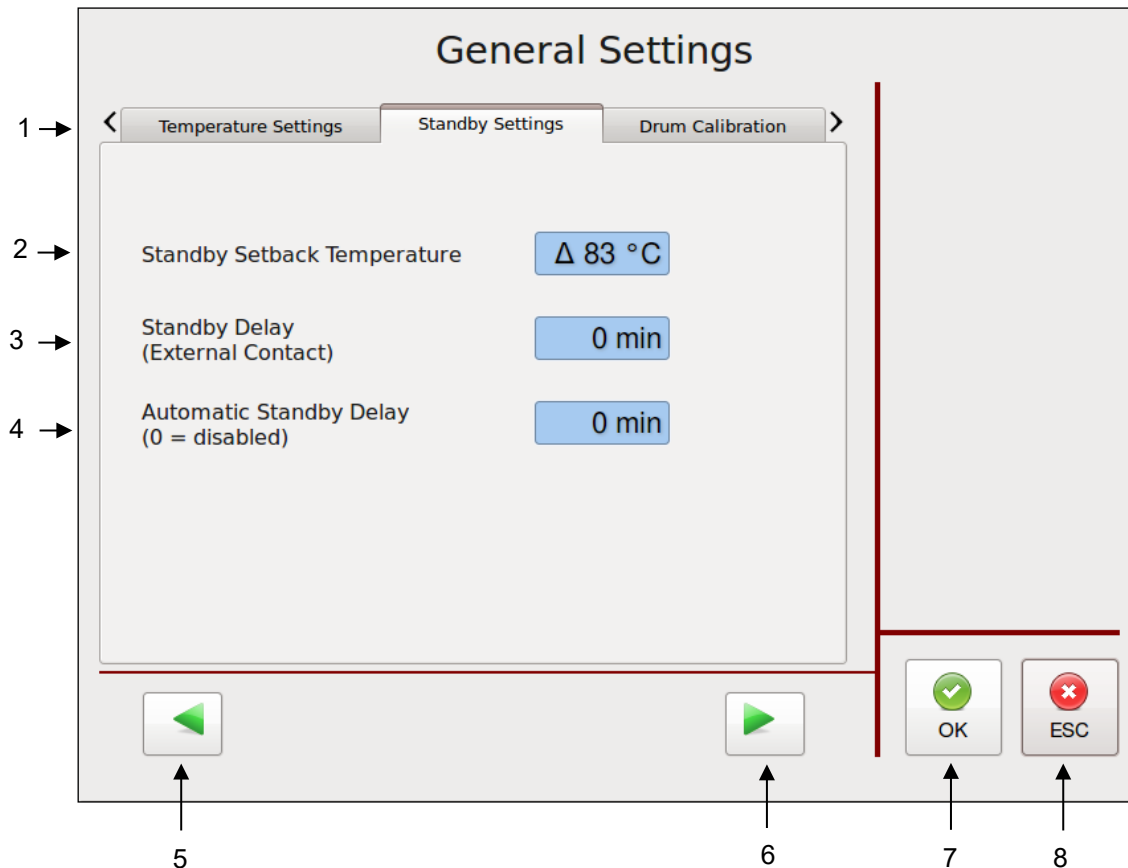 General Settings
1
Temperature Settings
Standby Settings
Drum Calibration
2
Standby Setback Temperature
Δ 83 °C
3
Standby Delay
(External Contact)
0 min
4
Automatic Standby Delay
(0 = disabled)
0 min
OK
ESC
5
6
7
8